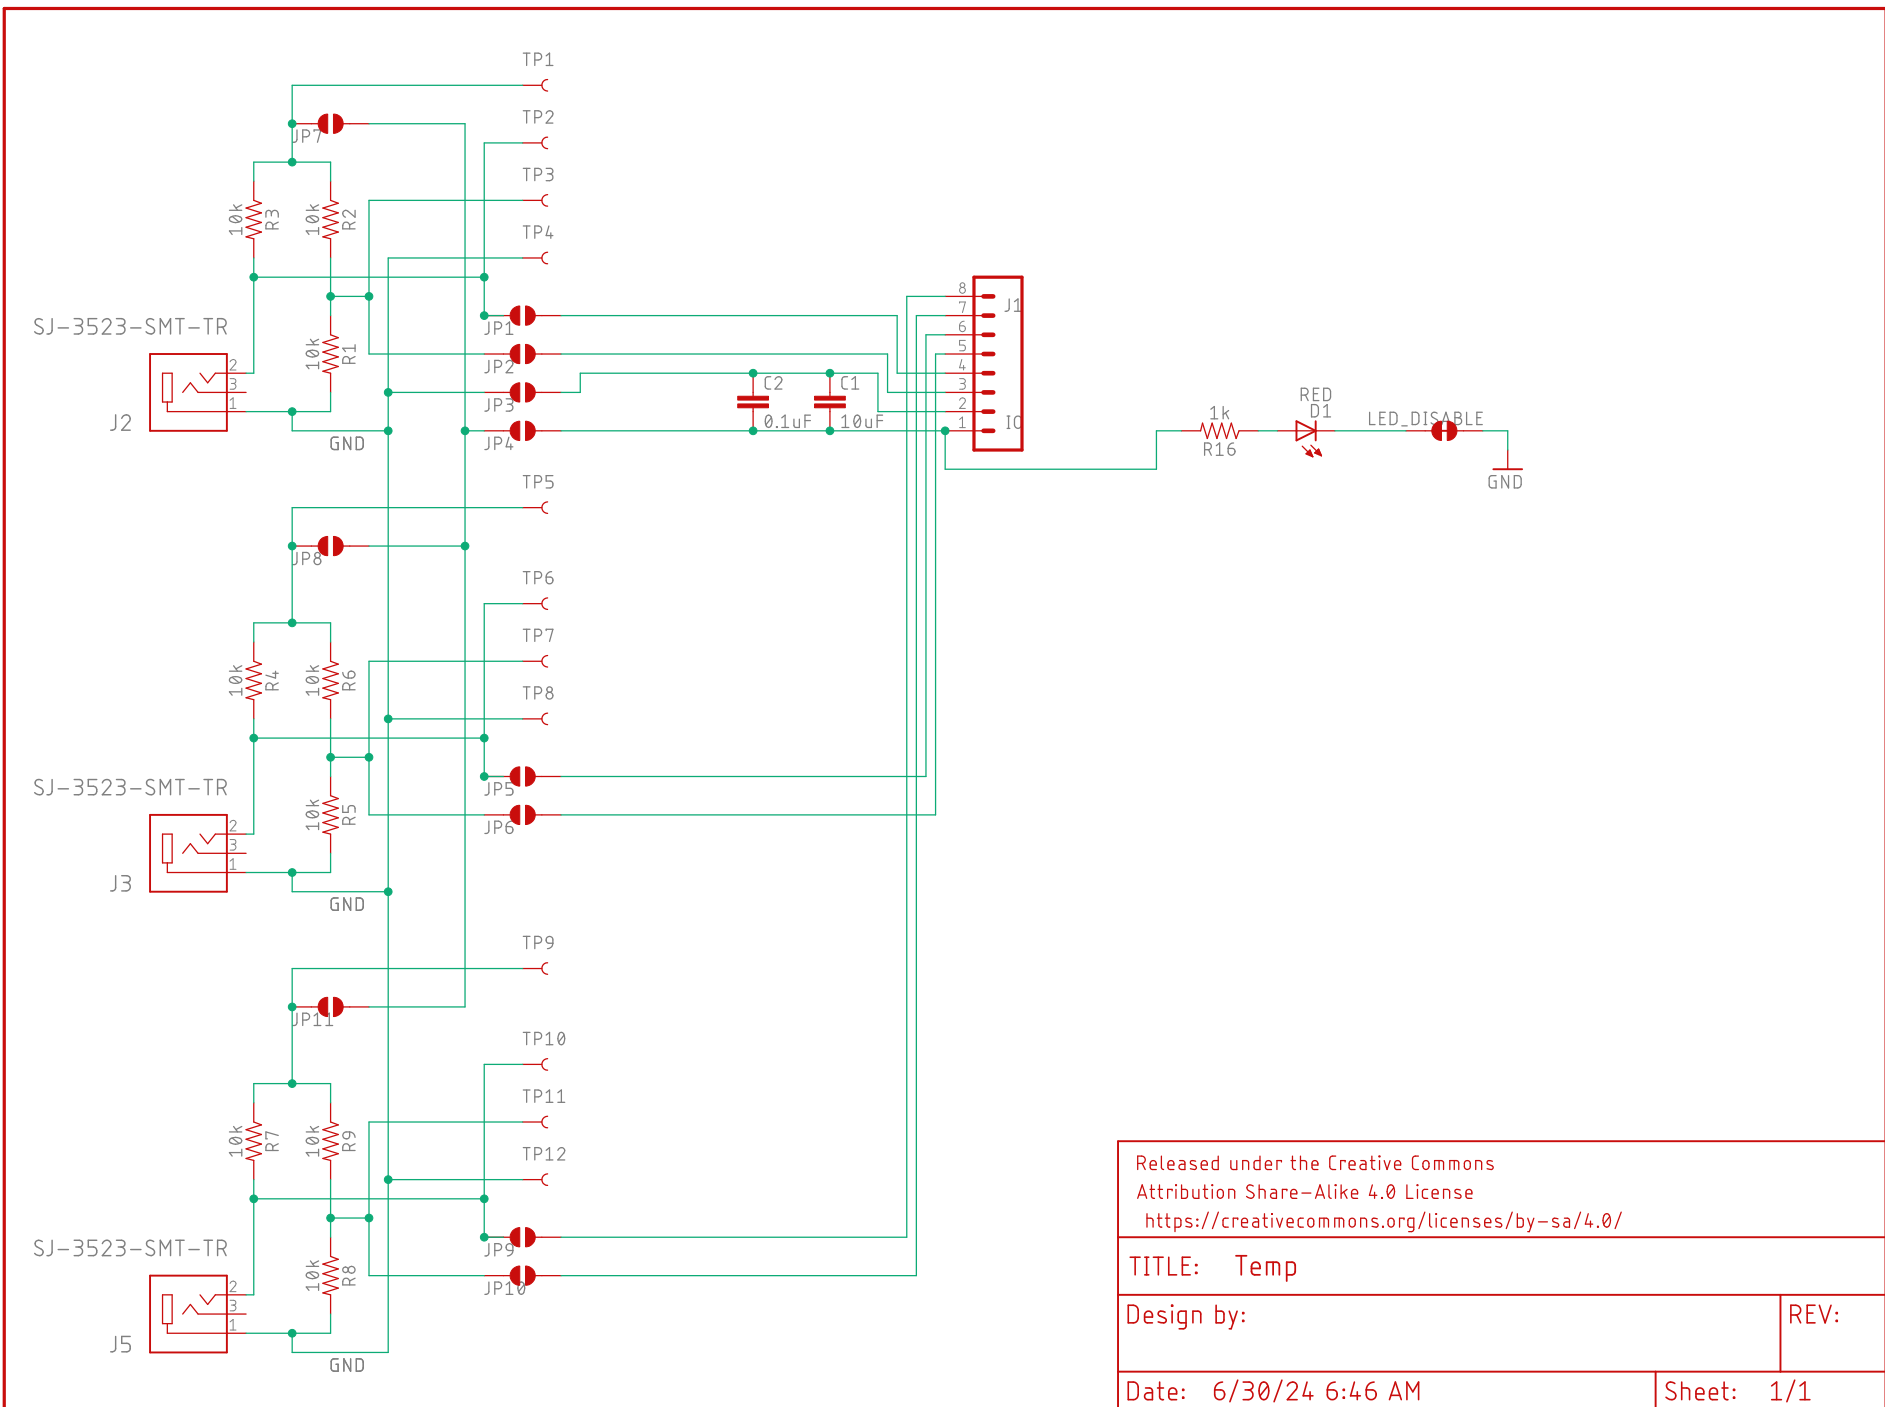 TP1
JP7
TP2
TP3
10k
R3
10k
R2
TP4
SJ-3523-SMT-TR
10k
R1
JP1
JP2
JP3
JP4
2
3
1
J2
GND
C2
0.1uF
C1
10uF
8
7
6
5
4
3
2
1
J1
IO
1k
R16
RED
D1
LED_DISABLE
GND
TP5
JP8
TP6
TP7
10k
R4
10k
R6
TP8
SJ-3523-SMT-TR
10k
R5
JP5
JP6
2
3
1
J3
GND
TP9
JP11
TP10
TP11
10k
R7
10k
R9
TP12
SJ-3523-SMT-TR
10k
R8
JP9
JP10
2
3
1
J5
GND
Released under the Creative Commons
Attribution Share-Alike 4.0 License
https://creativecommons.org/licenses/by-sa/4.0/
TITLE: Temp
Design by:
REV:
Date: 6/30/24 6:46 AM
Sheet: 1/1